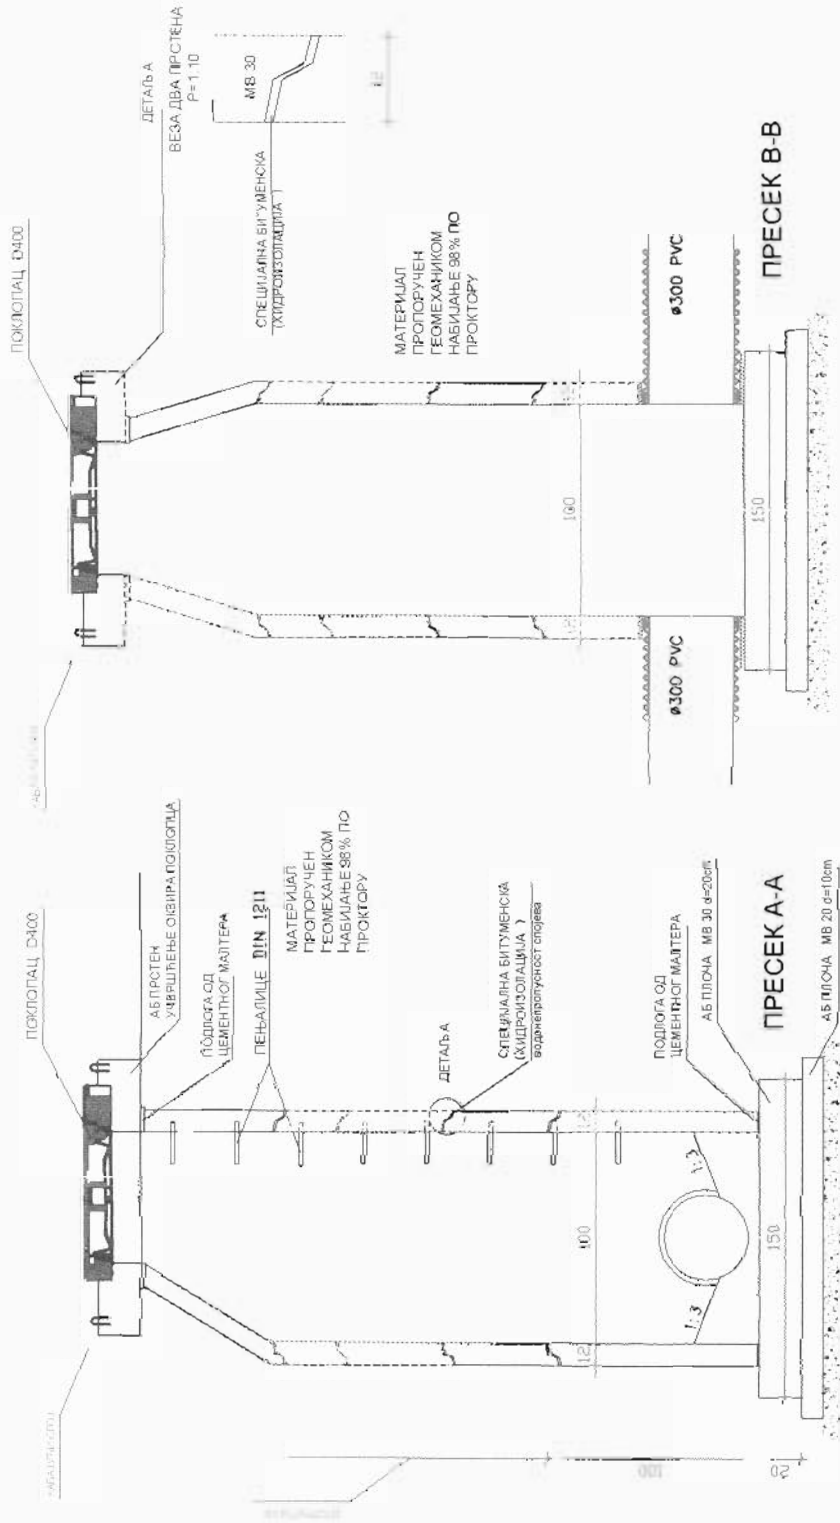 ПОКЛОПАЦ D400
АБ ПРСТЕН
УЧВРШЋЕЊЕ ОКВИРА ПОКЛОПЦА
ПОДЛОГА ОД
ЦЕМЕНТНОГ МАЛТЕРА
ПЕЊАЛИЦЕ DIN 1211
МАТЕРИЈАЛ
ПРОПОРУЧЕН
ГЕОМЕХАНИКОМ
НАБИЈАЊЕ 98% ПО
ПРОКТОРУ
ДЕТАЉ А
СПЕЦИЈАЛНА БИТУМЕНСКА
(ХИДРОИЗОЛАЦИЈА )
водонепропусност спојева
12
100
12
1:3
1:3
ПОДЛОГА ОД
ЦЕМЕНТНОГ МАЛТЕРА
АБ ПЛОЧА МВ 30 d=20cm
150
ПРЕСЕК А-А
АБ ПЛОЧА МВ 20 d=10cm
100
20
ПОКЛОПАЦ D400
ДЕТАЉ А
ВЕЗА ДВА ПРСТЕНА
Р=1:10
МВ 30
12
СПЕЦИЈАЛНА БИТУМЕНСКА
(ХИДРОИЗОЛАЦИЈА )
МАТЕРИЈАЛ
ПРОПОРУЧЕН
ГЕОМЕХАНИКОМ
НАБИЈАЊЕ 98% ПО
ПРОКТОРУ
12
100
ø300 PVC
ø300 PVC
150
ПРЕСЕК В-В